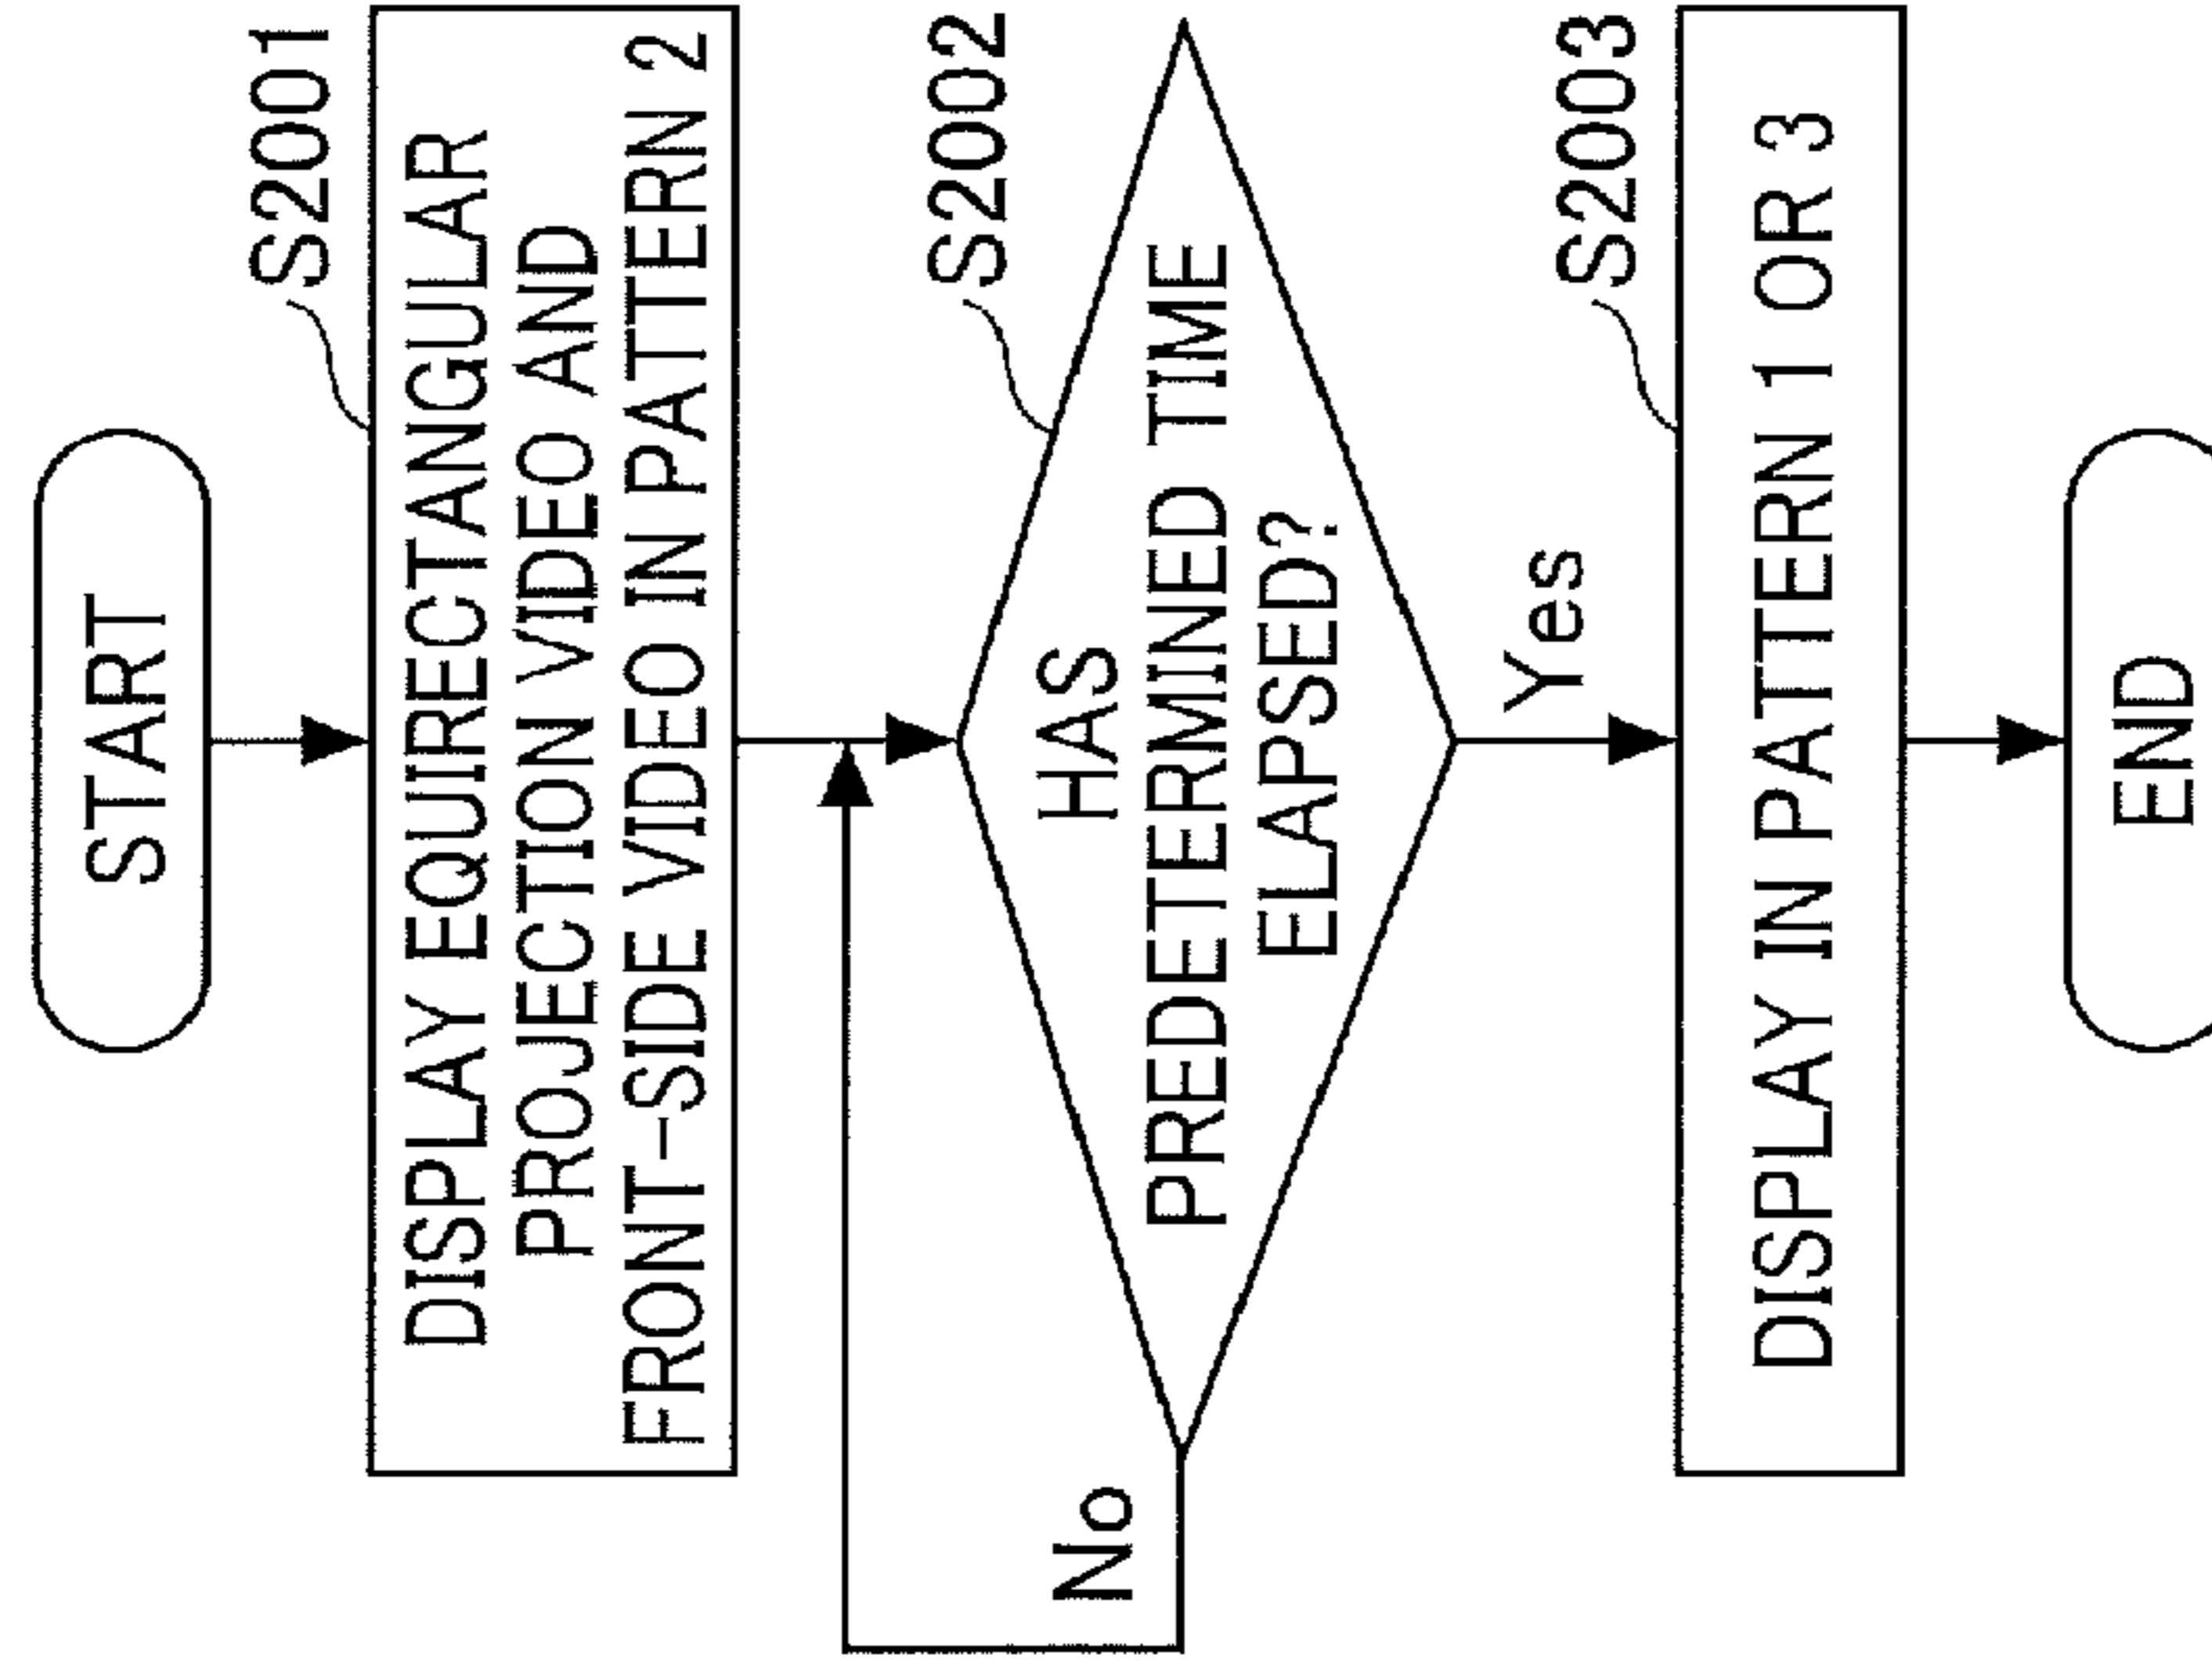 START
S2001
DISPLAY EQUIRECTANGULAR
PROJECTION VIDEO AND
FRONT-SIDE VIDEO IN PATTERN 2
S2002
HAS
PREDETERMINED TIME
ELAPSED?
No
Yes
S2003
DISPLAY IN PATTERN 1 OR 3
END